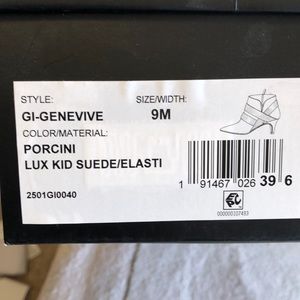 STYLE: SIZE/WIDTH:
GI-GENEVIVE 9M
COLOR/MATERIAL:
PORCINI
LUX KID SUEDE/ELASTI
2501GI0040
1 91467 026 39 6
000000307493